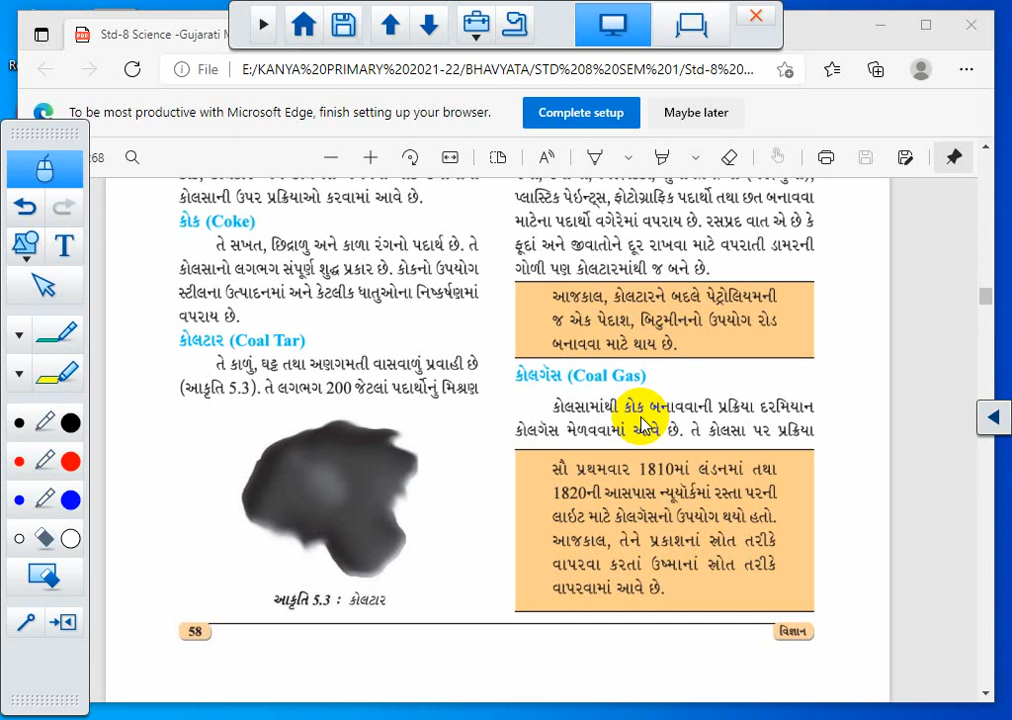 Std-8 Science -Gujarati
File
E:/KANYA%20PRIMARY%202021-22/BHAVYATA/STD%208%20SEM%201/Std-8%20...
To be most productive with Microsoft Edge, finish setting up your browser.
Complete setup
Maybe later
68
કોલસાની ઉપર પ્રક્રિયાઓ કરવામાં આવે છે.
કોક (Coke)
તે સખત, છિદ્રાળુ અને કાળા રંગનો પદાર્થ છે. તે
કોલસાનો લગભગ સંપૂર્ણ શુદ્ધ પ્રકાર છે. કોકનો ઉપયોગ
સ્ટીલના ઉત્પાદનમાં અને કેટલીક ધાતુઓના નિષ્કર્ષણમાં
વપરાય છે.
કોલટાર (Coal Tar)
તે કાળું, ઘટ્ટ તથા અણગમતી વાસવાળું પ્રવાહી છે
(આકૃતિ 5.3). તે લગભગ 200 જેટલાં પદાર્થોનું મિશ્રણ
આકૃતિ 5.3 : કોલટાર
58
પ્લાસ્ટિક પેઇન્ટ્સ, ફોટોગ્રાફિક પદાર્થો તથા છત બનાવવા
માટેના પદાર્થો વગેરેમાં વપરાય છે. રસપ્રદ વાત એ છે કે
ફૂદાં અને જીવાતોને દૂર રાખવા માટે વપરાતી ડામરની
ગોળી પણ કોલટારમાંથી જ બને છે.
આજકાલ, કોલટારને બદલે પેટ્રોલિયમની
જ એક પેદાશ, બિટુમીનનો ઉપયોગ રોડ
બનાવવા માટે થાય છે.
કોલગૅસ (Coal Gas)
કોલસામાંથી કોક બનાવવાની પ્રક્રિયા દરમિયાન
કોલગૅસ મેળવવામાં આવે છે. તે કોલસા પર પ્રક્રિયા
સૌ પ્રથમવાર 1810માં લંડનમાં તથા
1820ની આસપાસ ન્યૂયૉર્કમાં રસ્તા પરની
લાઇટ માટે કોલગૅસનો ઉપયોગ થયો હતો.
આજકાલ, તેને પ્રકાશનાં સ્રોત તરીકે
વાપરવા કરતાં ઉષ્માનાં સ્રોત તરીકે
વાપરવામાં આવે છે.
વિજ્ઞાન